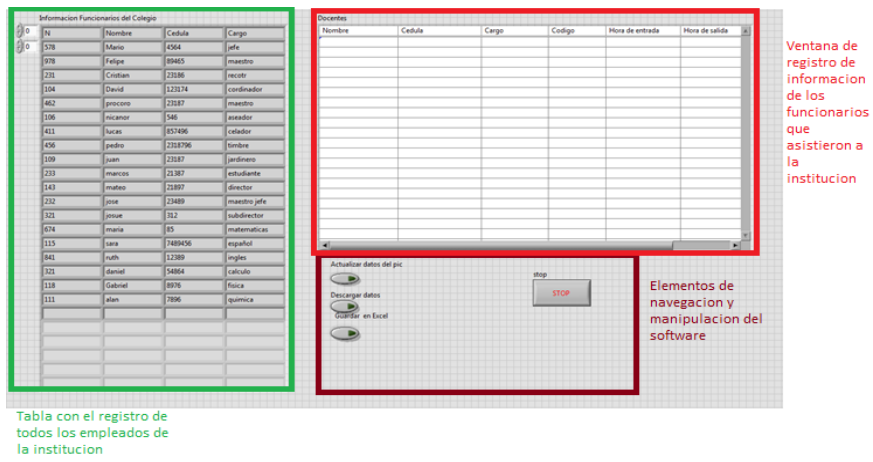 Informacion Funcionarios del Colegio
0
0
N Nombre Cedula Cargo
578 Mario 4564 jefe
978 Felipe 89465 maestro
231 Cristian 23186 recotr
104 David 123174 cordinador
462 procoro 23187 maestro
106 nicanor 546 aseador
411 lucas 857496 celador
456 pedro 2318796 timbre
109 juan 23187 jardinero
233 marcos 21387 estudiante
143 mateo 21897 director
232 jose 23489 maestro jefe
321 josue 312 subdirector
674 maria 85 matematicas
115 sara 7489456 español
841 ruth 12389 ingles
321 daniel 54864 calculo
118 Gabriel 8976 fisica
111 alan 7896 quimica
Tabla con el registro de
todos los empleados de
la institucion
Docentes
Nombre Cedula Cargo Codigo Hora de entrada Hora de salida
Ventana de
registro de
informacion
de los
funcionarios
que
asistieron a
la
institucion
Actualizar datos del pic
Descargar datos
Guardar en Excel
stop
STOP
Elementos de
navegacion y
manipulacion del
software